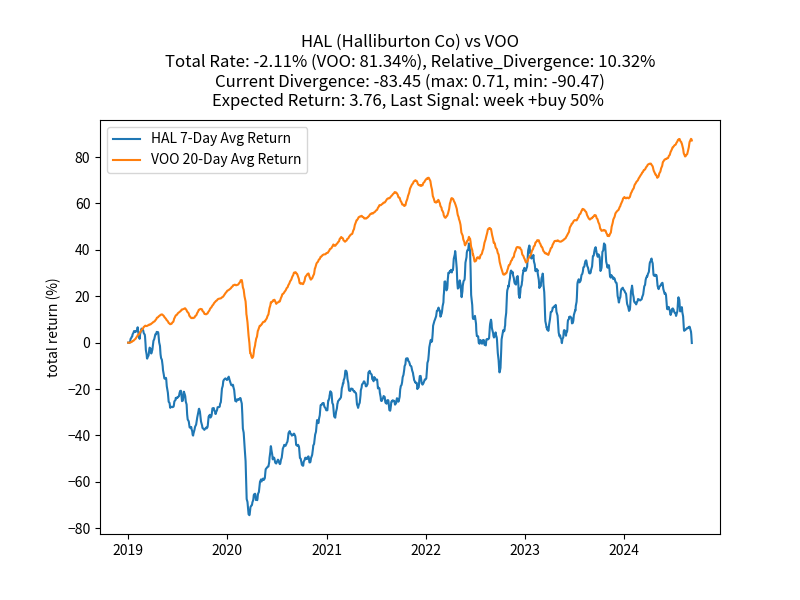 HAL (Halliburton Co) vs VOO
Total Rate: -2.11% (VOO: 81.34%), Relative_Divergence: 10.32%
Current Divergence: -83.45 (max: 0.71, min: -90.47)
Expected Return: 3.76, Last Signal: week +buy 50%
HAL 7-Day Avg Return
VOO 20-Day Avg Return
total return (%)
80
60
40
20
0
−20
−40
−60
−80
2019
2020
2021
2022
2023
2024